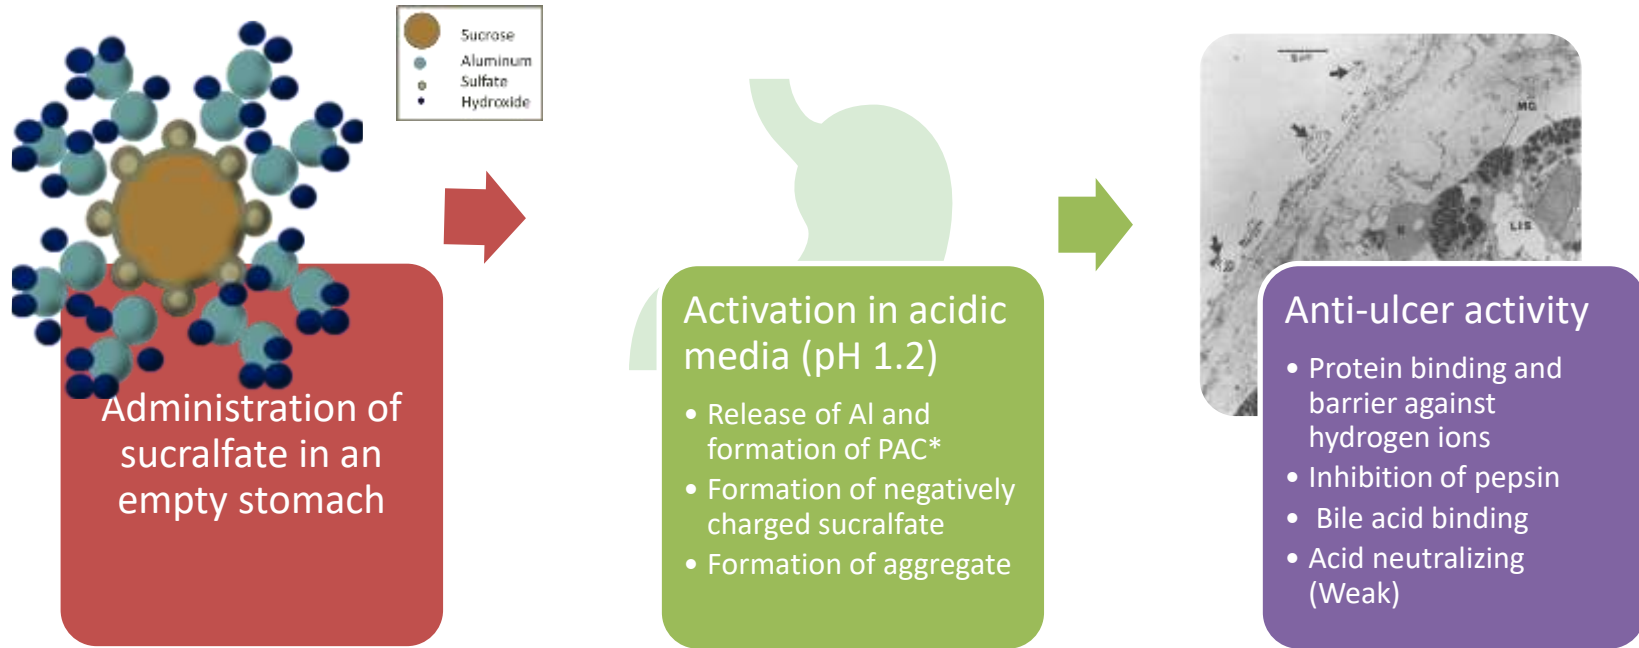 Sucrose
Aluminum
Sulfate
Hydroxide
Administration of
sucralfate in an
empty stomach
Activation in acidic
media (pH 1.2)
• Release of Al and
formation of PAC*
• Formation of negatively
charged sucralfate
• Formation of aggregate
MG
LIS
Anti-ulcer activity
• Protein binding and
barrier against
hydrogen ions
• Inhibition of pepsin
• Bile acid binding
• Acid neutralizing
(Weak)